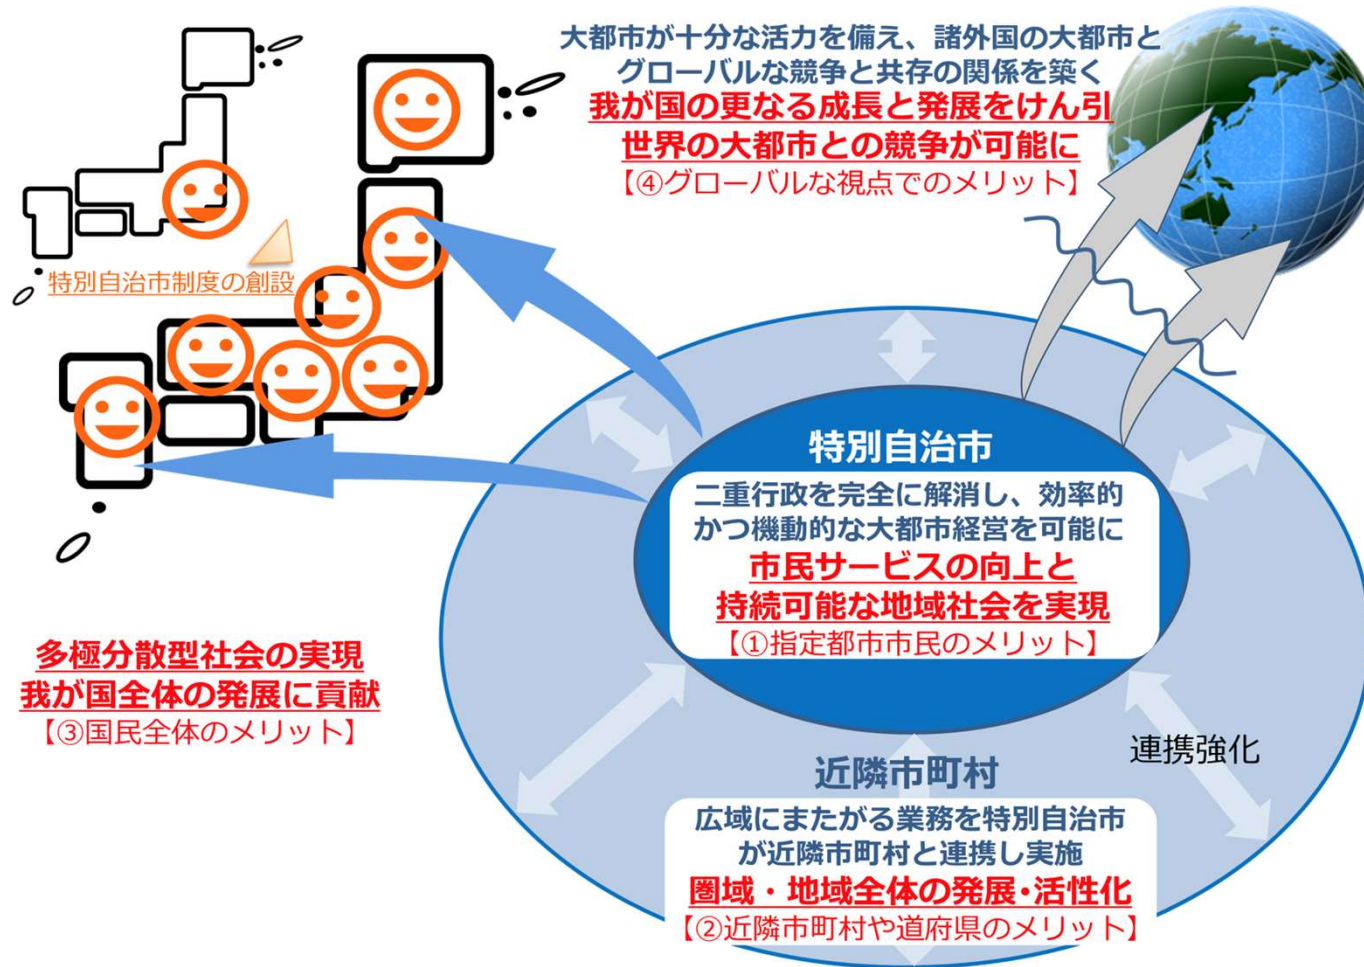 大都市が十分な活力を備え、諸外国の大都市と
グローバルな競争と共存の関係を築く
我が国の更なる成長と発展をけん引
世界の大都市との競争が可能に
【④グローバルな視点でのメリット】
特別自治市制度の創設
特別自治市
二重行政を完全に解消し、効率的
かつ機動的な大都市経営を可能に
市民サービスの向上と
持続可能な地域社会を実現
【①指定都市市民のメリット】
多極分散型社会の実現
我が国全体の発展に貢献
【③国民全体のメリット】
連携強化
近隣市町村
広域にまたがる業務を特別自治市
が近隣市町村と連携し実施
圏域・地域全体の発展・活性化
【②近隣市町村や道府県のメリット】